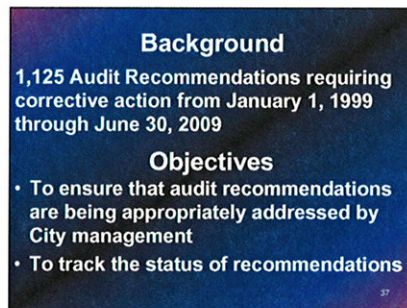 Background
1,125 Audit Recommendations requiring
corrective action from January 1, 1999
through June 30, 2009
Objectives
• To ensure that audit recommendations
are being appropriately addressed by
City management
• To track the status of recommendations
37